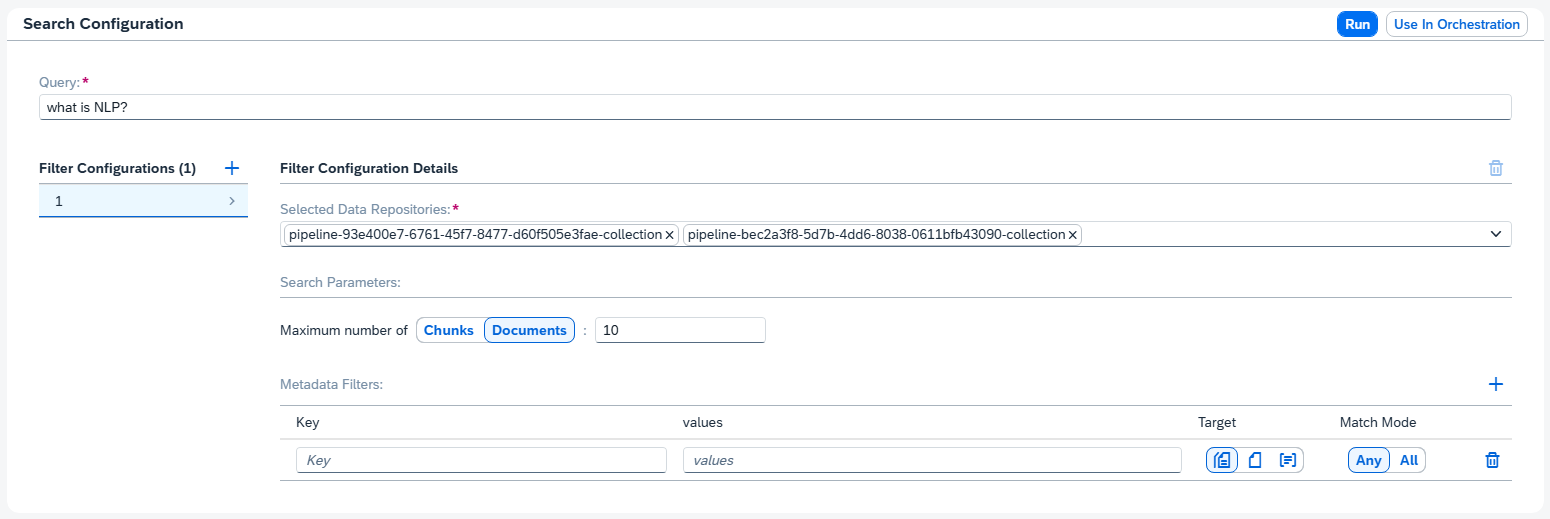 Search Configuration
Run
Use In Orchestration
Query:*
what is NLP?
Filter Configurations (1)
1
Filter Configuration Details
Selected Data Repositories:*
pipeline-93e400e7-6761-45f7-8477-d60f505e3fae-collection
pipeline-bec2a3f8-5d7b-4dd6-8038-0611bfb43090-collection
Search Parameters:
Maximum number of Chunks Documents : 10
Metadata Filters:
Key values Target Match Mode
Key values Any All